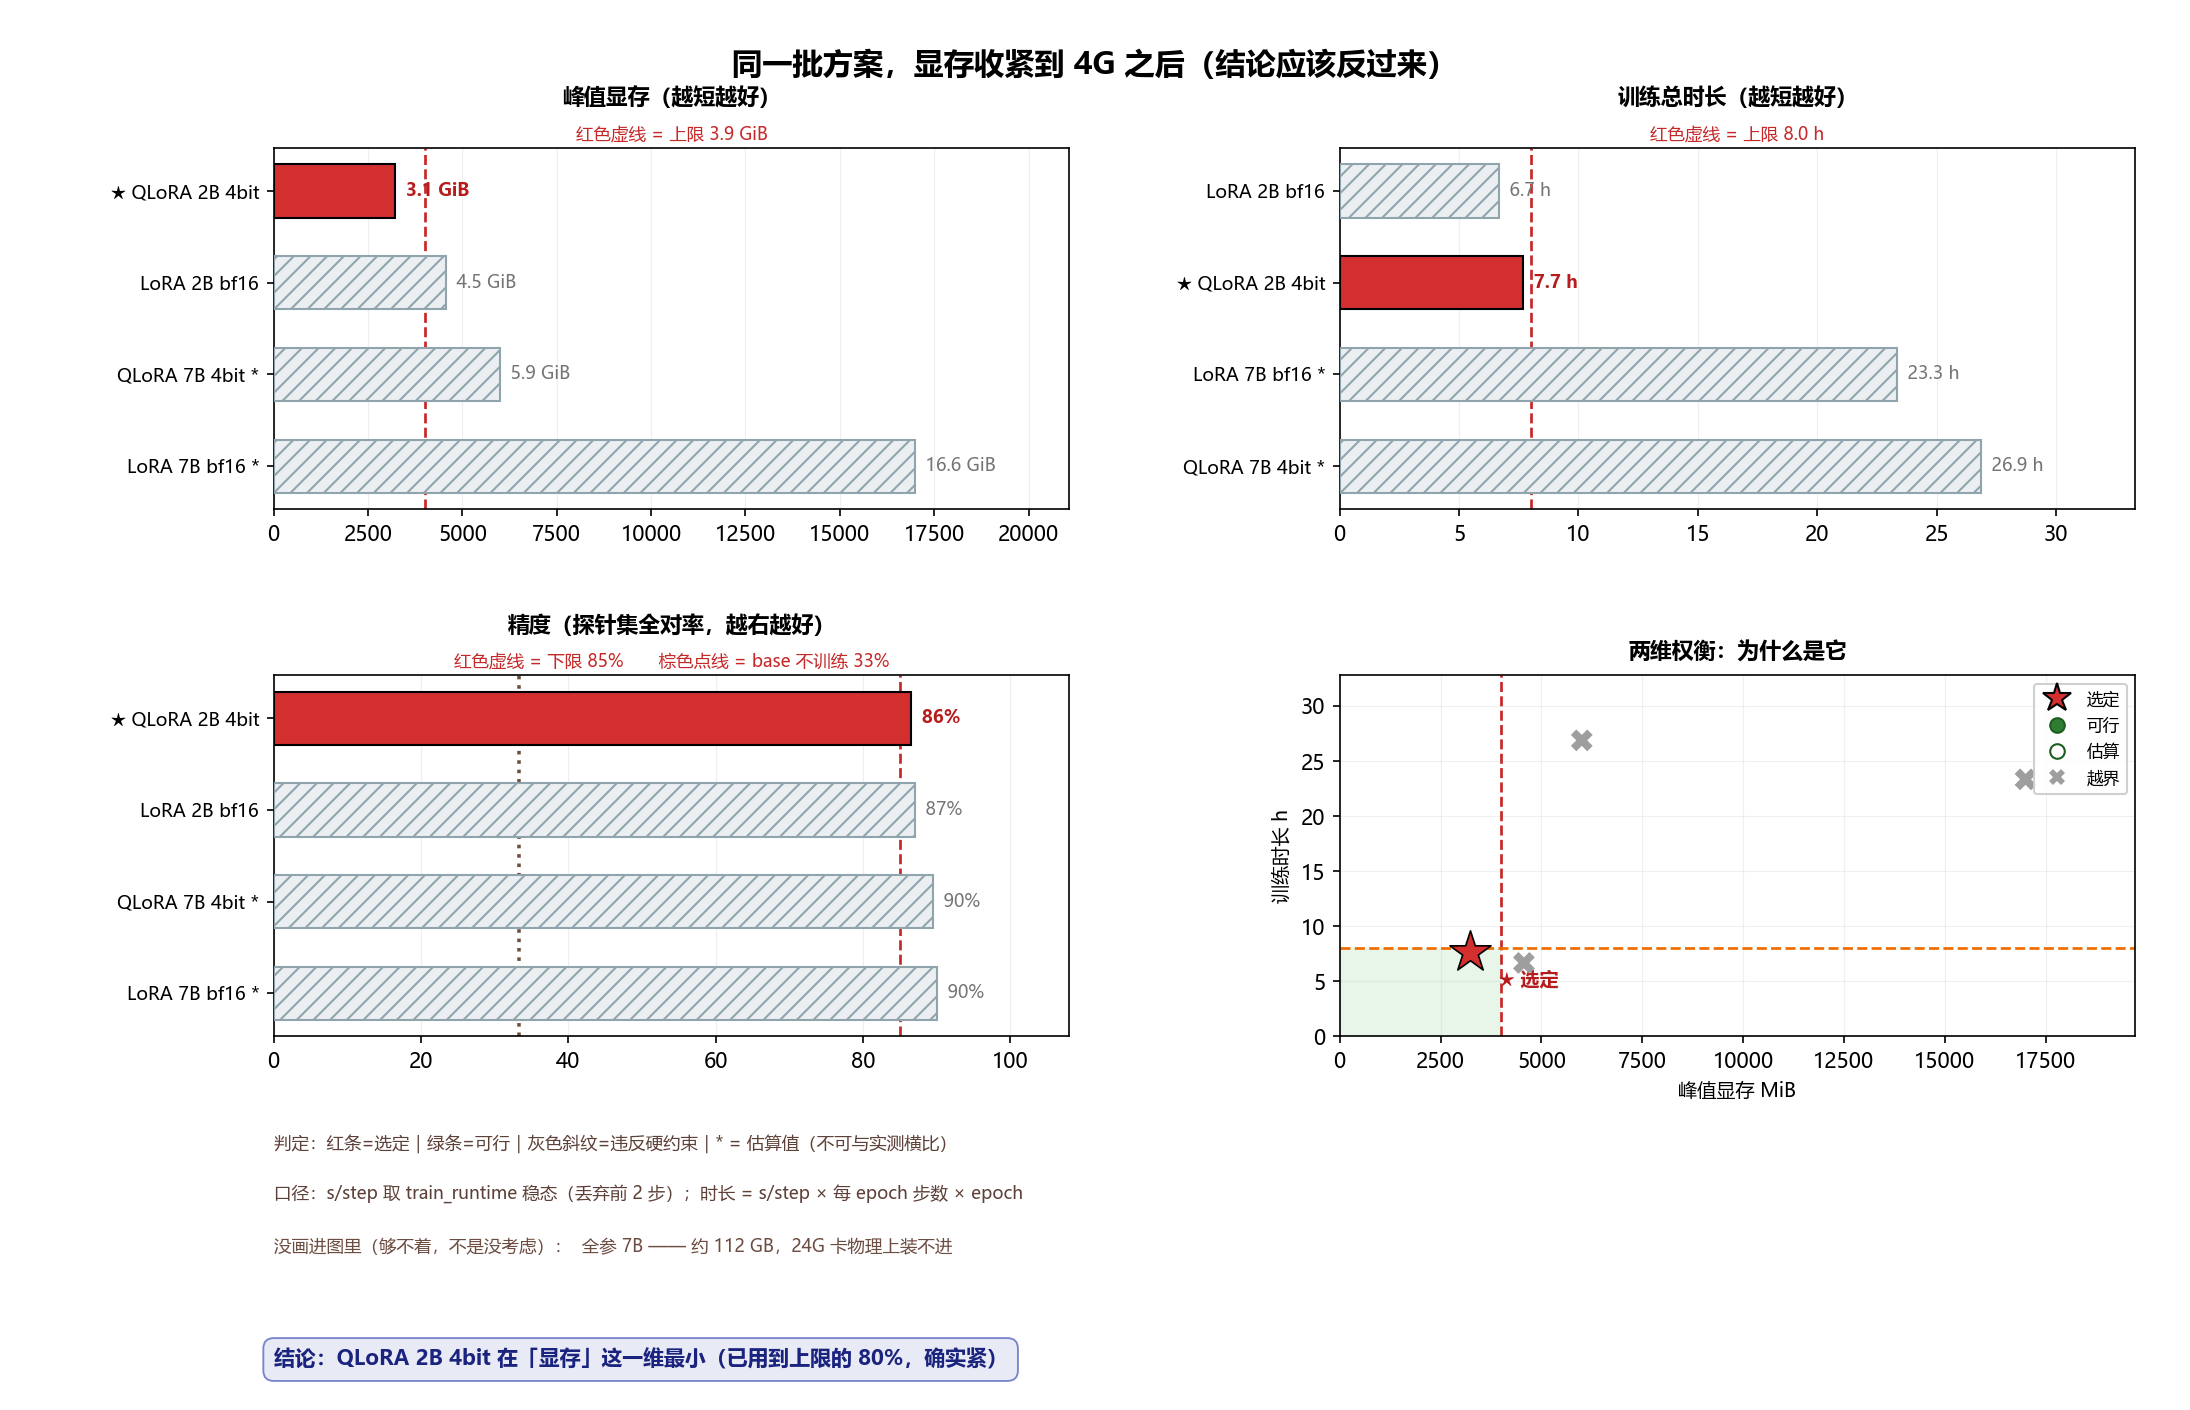 同一批方案，显存收紧到 4G 之后（结论应该反过来）
峰值显存（越短越好）
红色虚线 = 上限 3.9 GiB
★ QLoRA 2B 4bit
3.1 GiB
LoRA 2B bf16
4.5 GiB
QLoRA 7B 4bit *
5.9 GiB
LoRA 7B bf16 *
16.6 GiB
0 2500 5000 7500 10000 12500 15000 17500 20000
训练总时长（越短越好）
红色虚线 = 上限 8.0 h
LoRA 2B bf16
6.7 h
★ QLoRA 2B 4bit
7.7 h
LoRA 7B bf16 *
23.3 h
QLoRA 7B 4bit *
26.9 h
0 5 10 15 20 25 30
精度（探针集全对率，越右越好）
红色虚线 = 下限 85% 棕色点线 = base 不训练 33%
★ QLoRA 2B 4bit
86%
LoRA 2B bf16
87%
QLoRA 7B 4bit *
90%
LoRA 7B bf16 *
90%
0 20 40 60 80 100
两维权衡：为什么是它
选定
可行
估算
越界
30
25
20
15
10
5
0
训练时长 h
★ 选定
0 2500 5000 7500 10000 12500 15000 17500
峰值显存 MiB
判定：红条=选定 | 绿条=可行 | 灰色斜纹=违反硬约束 | * = 估算值（不可与实测横比）
口径：s/step 取 train_runtime 稳态（丢弃前 2 步）；时长 = s/step × 每 epoch 步数 × epoch
没画进图里（够不着，不是没考虑）： 全参 7B —— 约 112 GB，24G 卡物理上装不进
结论：QLoRA 2B 4bit 在「显存」这一维最小（已用到上限的 80%，确实紧）